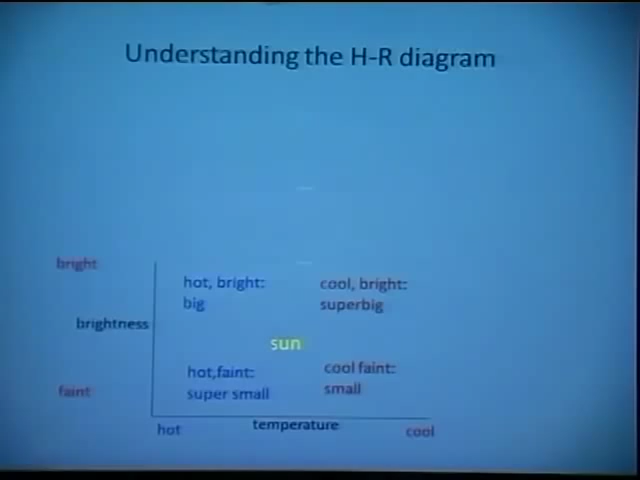 Understanding the H-R diagram
bright
hot, bright:
big
cool, bright:
superbig
brightness
sun
hot,faint:
super small
cool faint:
small
faint
hot
temperature
cool